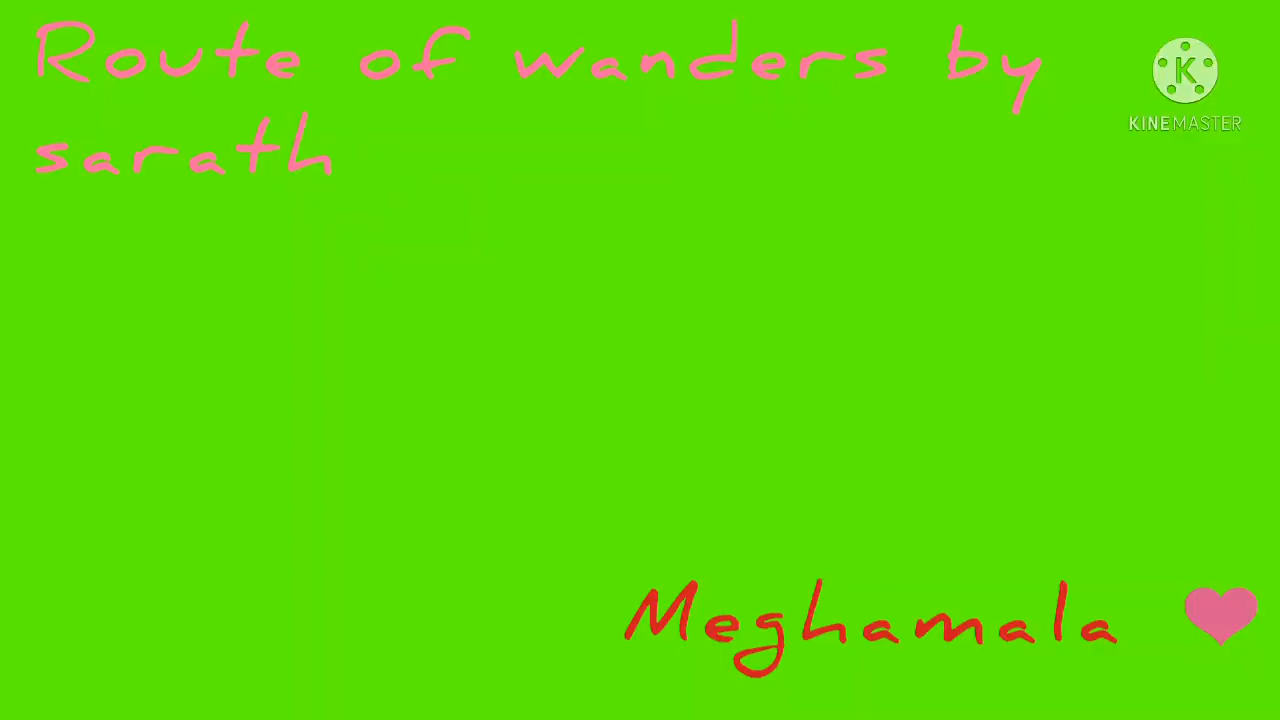 Route of wanders by
sarath
K
KINEMASTER
Meghamala